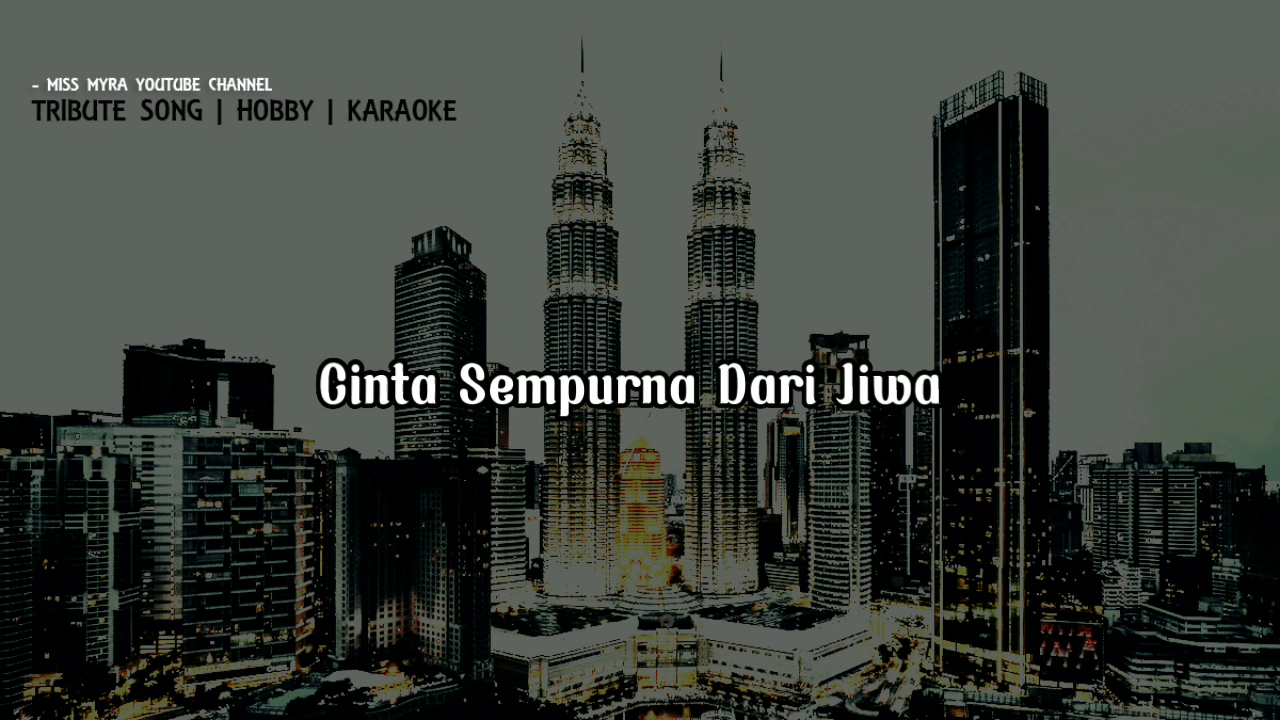 - MISS MYRA YOUTUBE CHANNEL
TRIBUTE SONG | HOBBY | KARAOKE
Cinta Sempurna Dari Jiwa